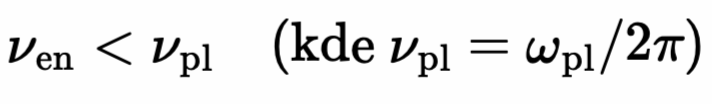 ν_en < ν_pl (kde ν_pl = ω_pl/2π)